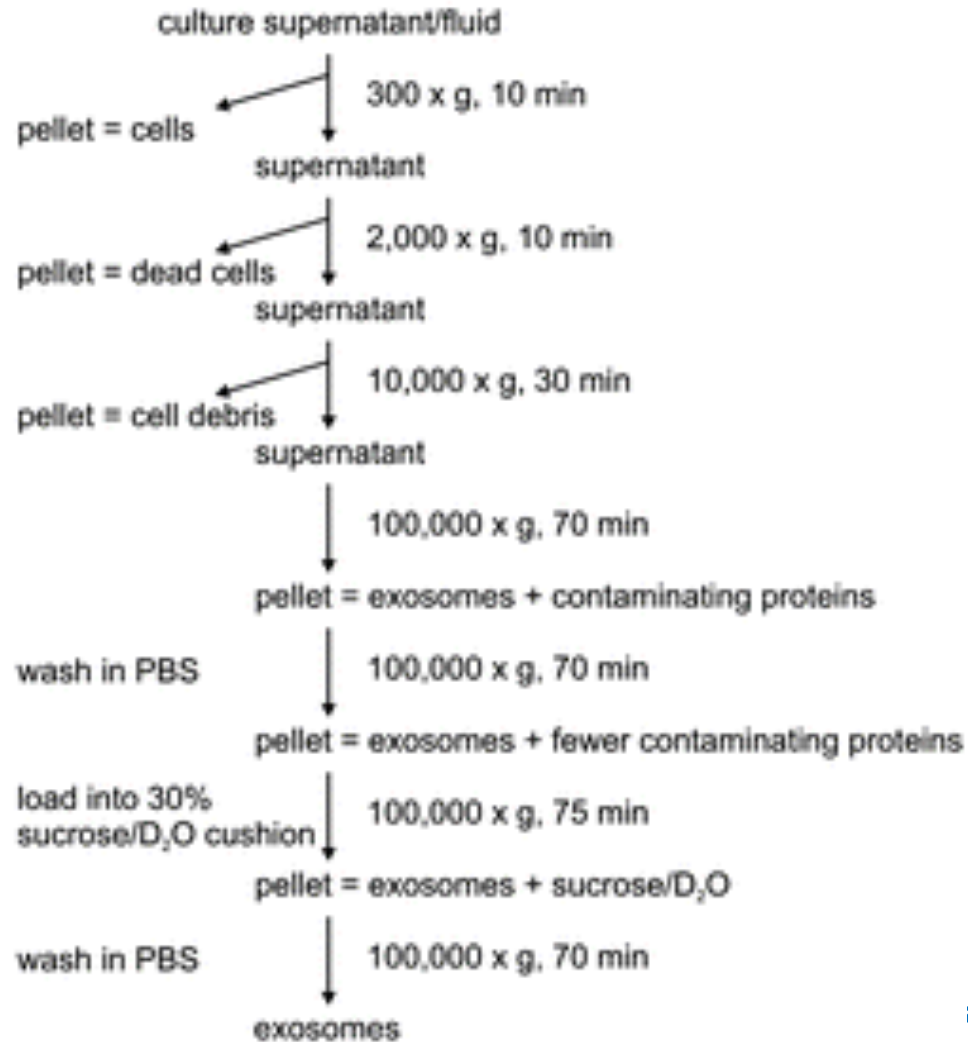 culture supernatant/fluid
300 x g, 10 min
pellet = cells
supernatant
2,000 x g, 10 min
pellet = dead cells
supernatant
10,000 x g, 30 min
pellet = cell debris
supernatant
100,000 x g, 70 min
pellet = exosomes + contaminating proteins
wash in PBS
100,000 x g, 70 min
pellet = exosomes + fewer contaminating proteins
load into 30%
sucrose/D₂O cushion
100,000 x g, 75 min
pellet = exosomes + sucrose/D₂O
wash in PBS
100,000 x g, 70 min
exosomes